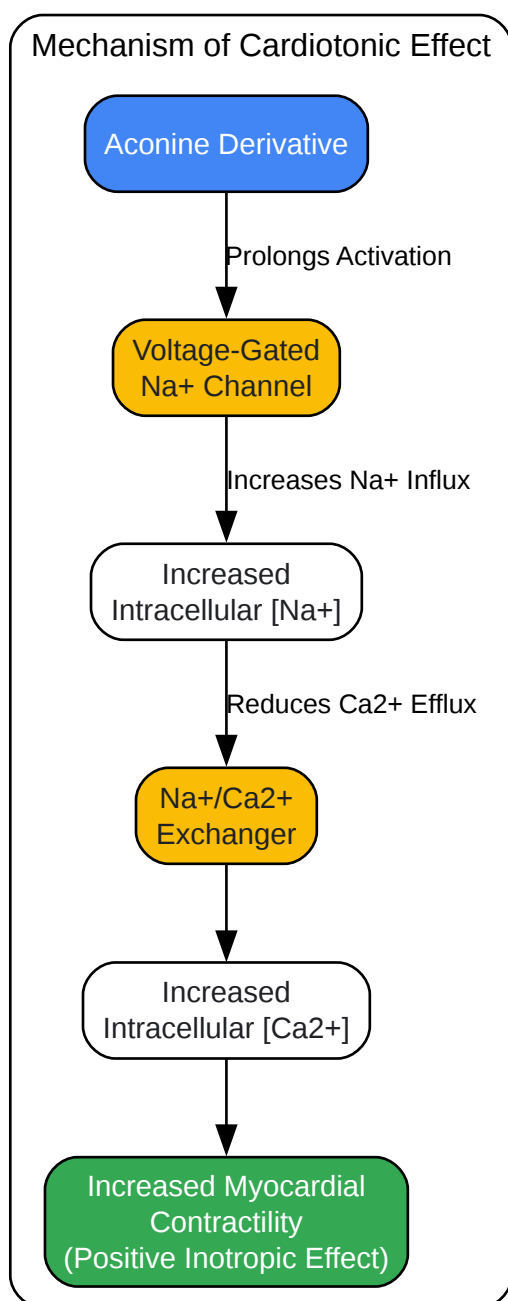 Mechanism of Cardiotonic Effect
Aconine Derivative
Prolongs Activation
Voltage-Gated
Na+ Channel
Increases Na+ Influx
Increased
Intracellular [Na+]
Reduces Ca2+ Efflux
Na+/Ca2+
Exchanger
Increased
Intracellular [Ca2+]
Increased Myocardial
Contractility
(Positive Inotropic Effect)